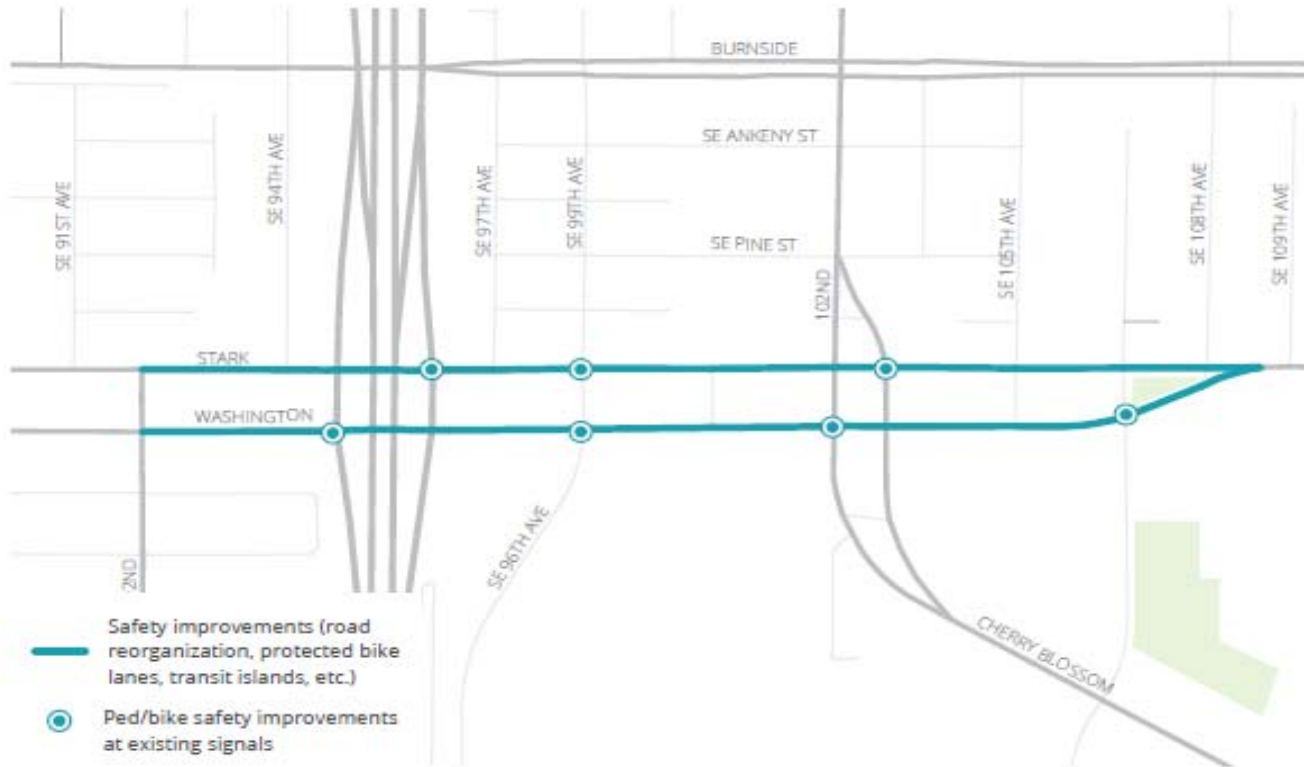 BURNSIDE
SE ANKENY ST
SE 94TH AVE
SE 91ST AVE
SE 97TH AVE
SE 99TH AVE
SE PINE ST
SE 105TH AVE
SE 108TH AVE
SE 109TH AVE
102ND
STARK
WASHINGTON
SE 96TH AVE
2ND
CHERRY BLOSSOM
Safety improvements (road
reorganization, protected bike
lanes, transit islands, etc.)
Ped/bike safety improvements
at existing signals